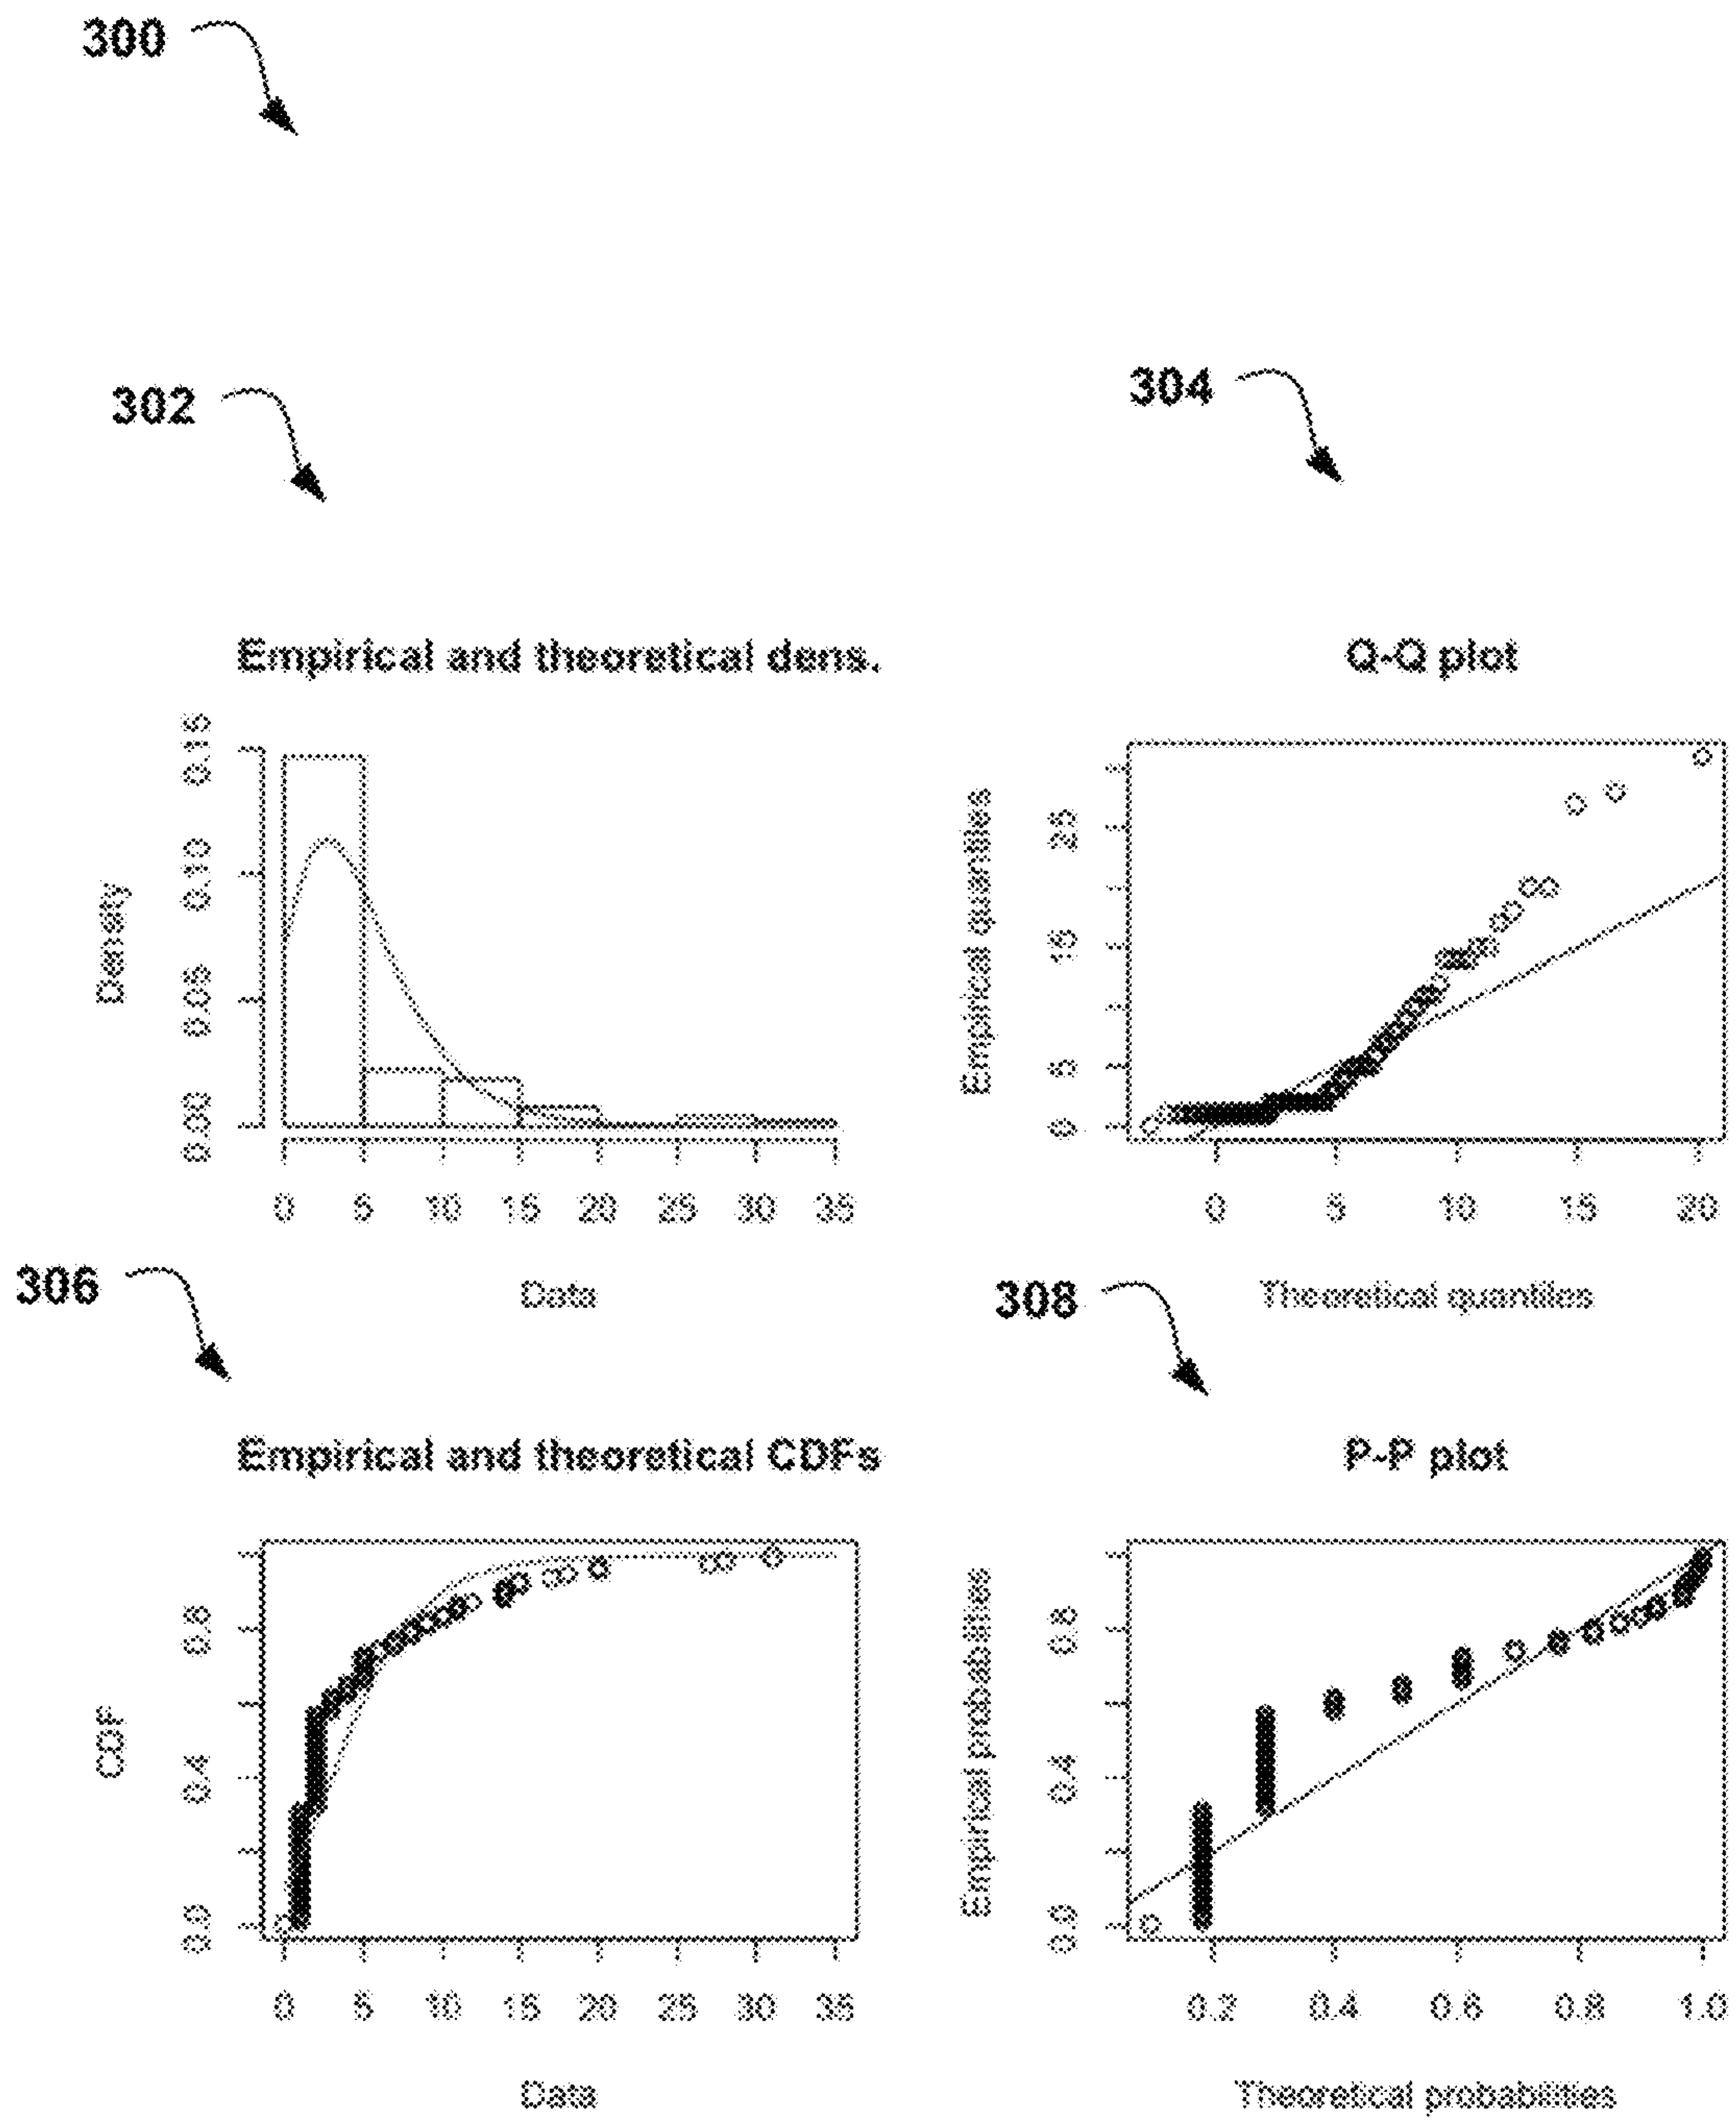 300
302
304
Empirical and theoretical dens.
Density
0.00 0.05 0.10 0.15
0 5 10 15 20 25 30 35
Data
Q-Q plot
Empirical quantiles
0 5 15 25
0 5 10 15 20
Theoretical quantiles
306
308
Empirical and theoretical CDFs
CDF
0.0 0.4 0.8
0 5 10 15 20 25 30 35
Data
P-P plot
Empirical probabilities
0.0 0.4 0.8
0.2 0.4 0.6 0.8 1.0
Theoretical probabilities